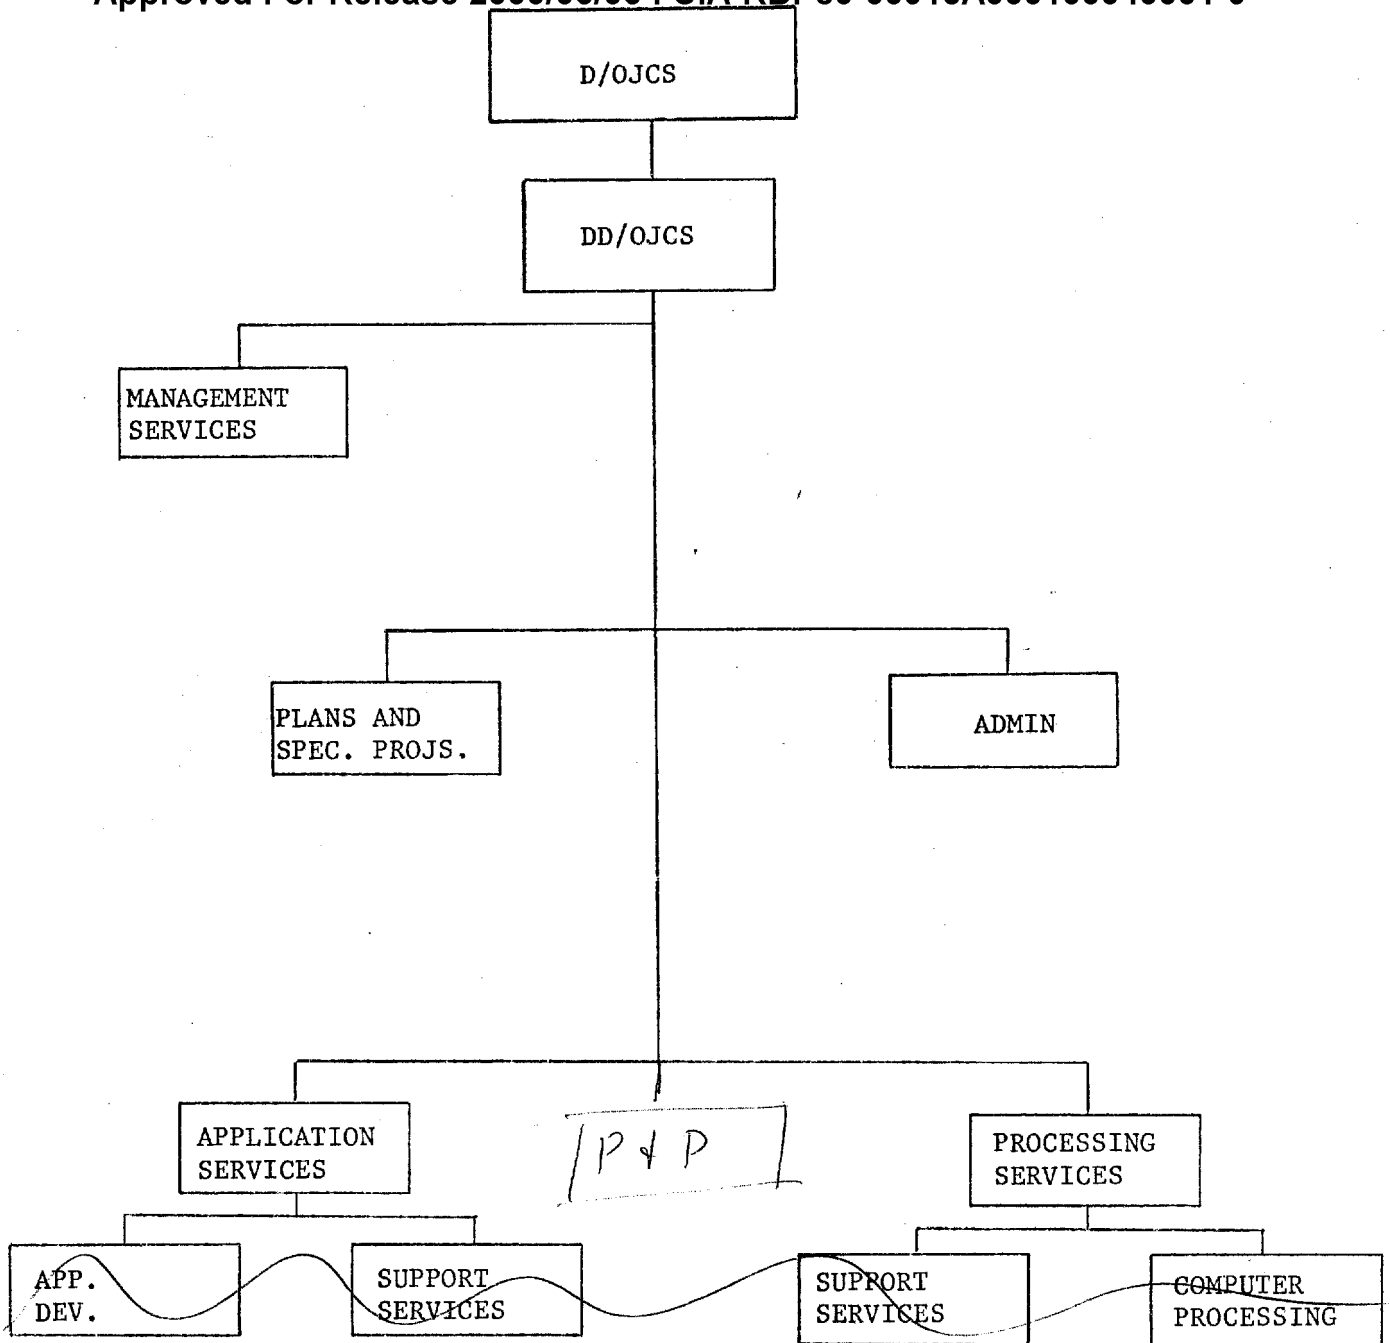 D/OJCS
DD/OJCS
MANAGEMENT
SERVICES
PLANS AND
SPEC. PROJS.
ADMIN
APPLICATION
SERVICES
P & P
PROCESSING
SERVICES
APP.
DEV.
SUPPORT
SERVICES
SUPPORT
SERVICES
COMPUTER
PROCESSING